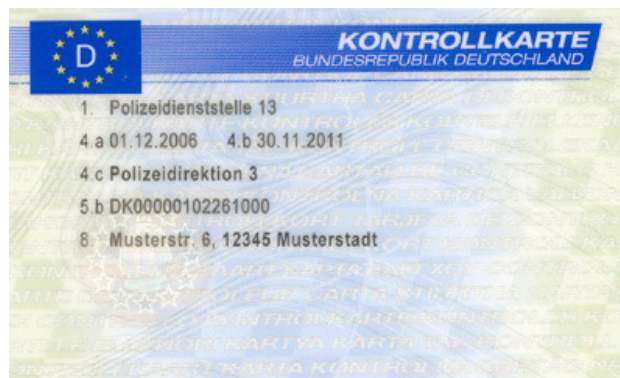 D
KONTROLLKARTE
BUNDESREPUBLIK DEUTSCHLAND
1. Polizeidienststelle 13
4.a 01.12.2006 4.b 30.11.2011
4.c Polizeidirektion 3
5.b DK00000102261000
8. Musterstr. 6, 12345 Musterstadt